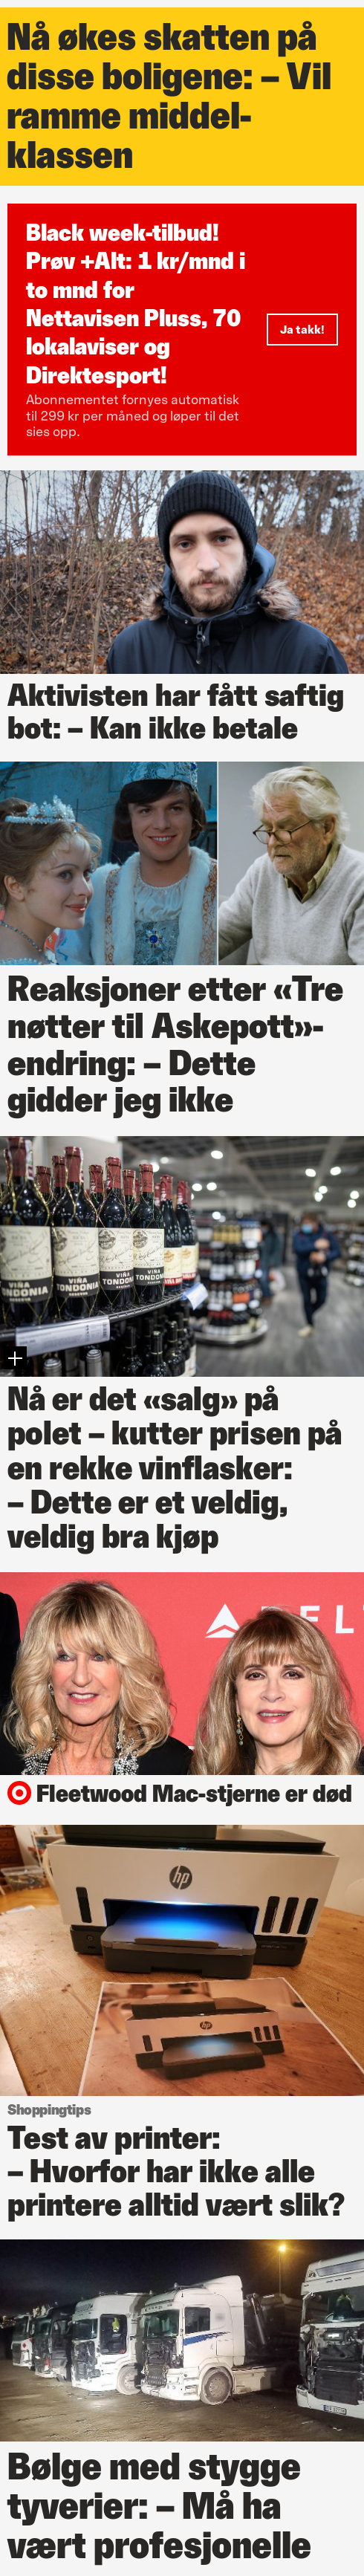 Nå økes skatten på
disse boligene: – Vil
ramme middel-
klassen
Black week-tilbud!
Prøv +Alt: 1 kr/mnd i
to mnd for
Nettavisen Pluss, 70
lokalaviser og
Direktesport!
Ja takk!
Abonnementet fornyes automatisk
til 299 kr per måned og løper til det
sies opp.
Aktivisten har fått saftig
bot: – Kan ikke betale
Reaksjoner etter «Tre
nøtter til Askepott»-
endring: – Dette
gidder jeg ikke
VIÑA
TONDONIA
Nå er det «salg» på
polet – kutter prisen på
en rekke vinflasker:
– Dette er et veldig,
veldig bra kjøp
Fleetwood Mac-stjerne er død
hp
hp
Shoppingtips
Test av printer:
– Hvorfor har ikke alle
printere alltid vært slik?
Bølge med stygge
tyverier: – Må ha
vært profesjonelle